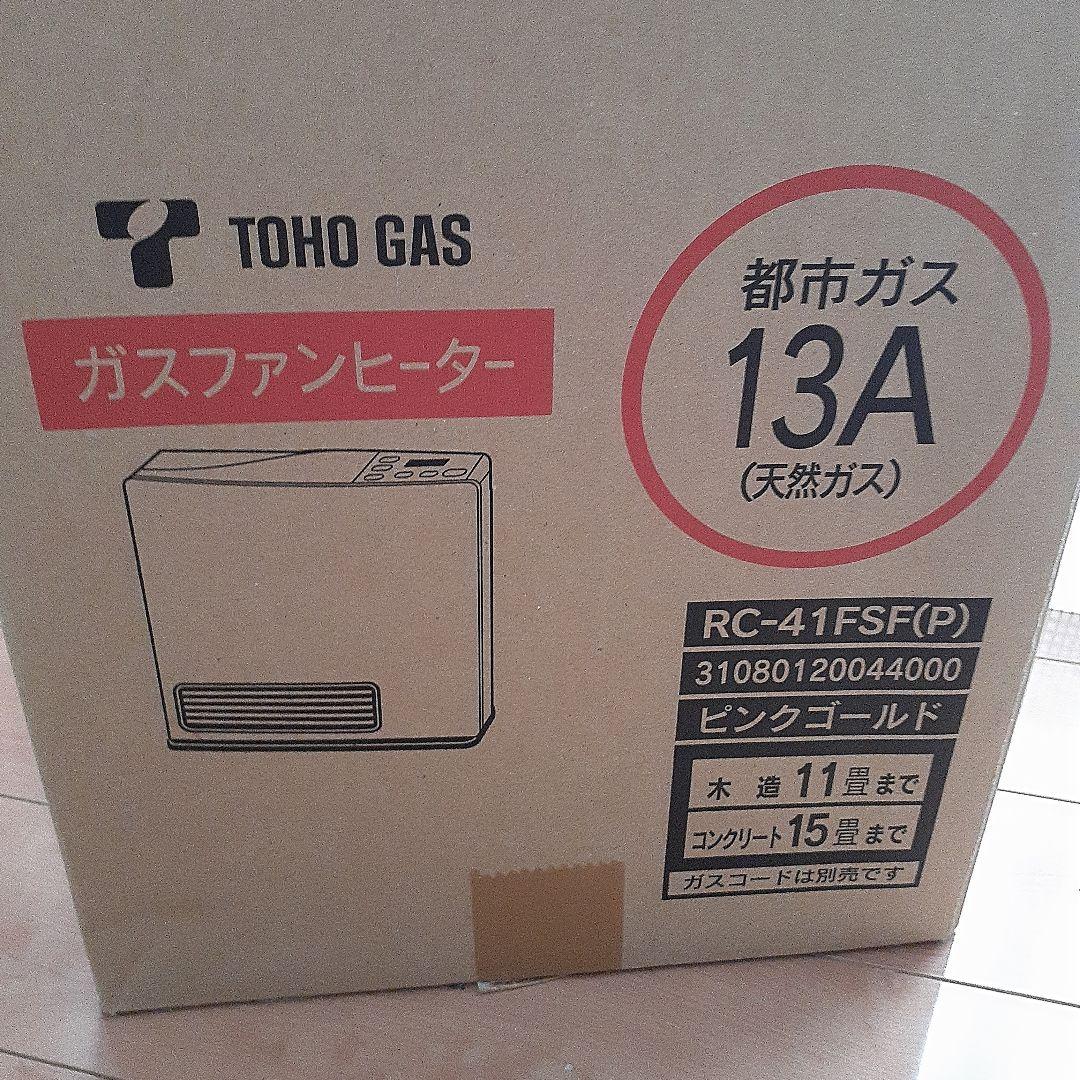 TOHO GAS
ガスファンヒーター
都市ガス
13A
(天然ガス)
RC-41FSF(P)
31080120044000
ピンクゴールド
木 造 11畳まで
コンクリート 15畳まで
ガスコードは別売です